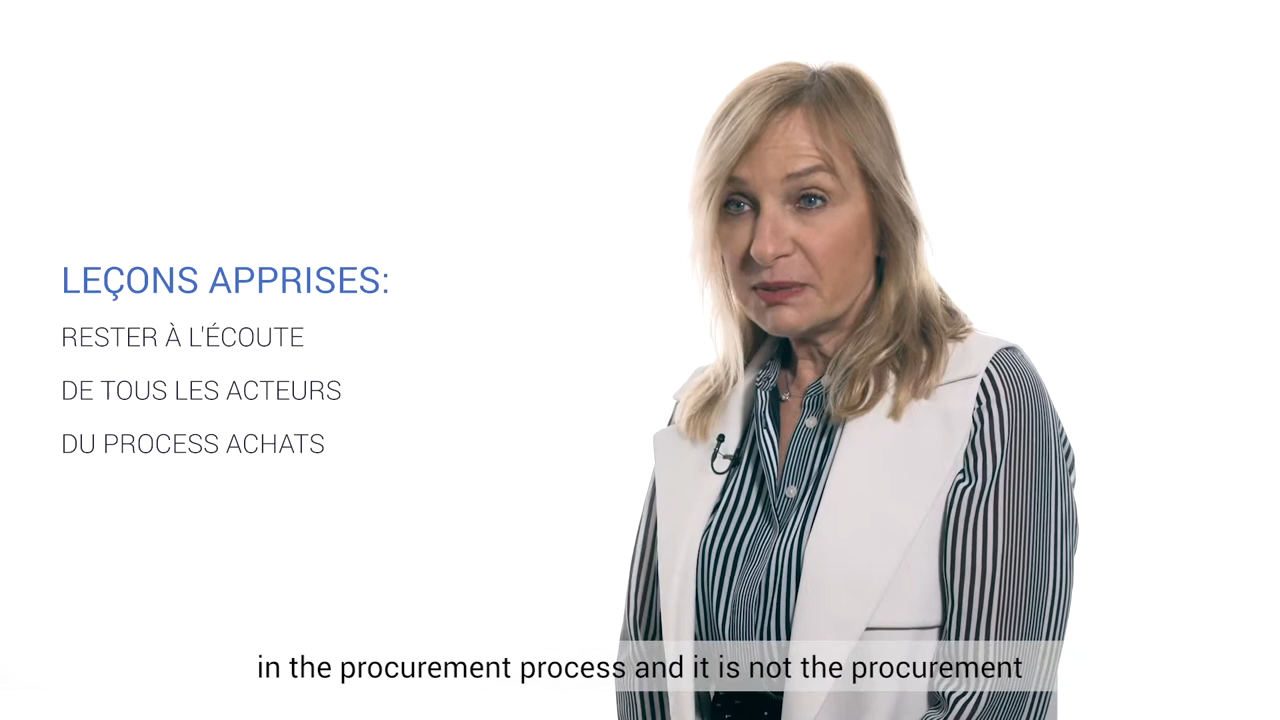 LEÇONS APPRISES:
RESTER À L'ÉCOUTE
DE TOUS LES ACTEURS
DU PROCESS ACHATS
in the procurement process and it is not the procurement